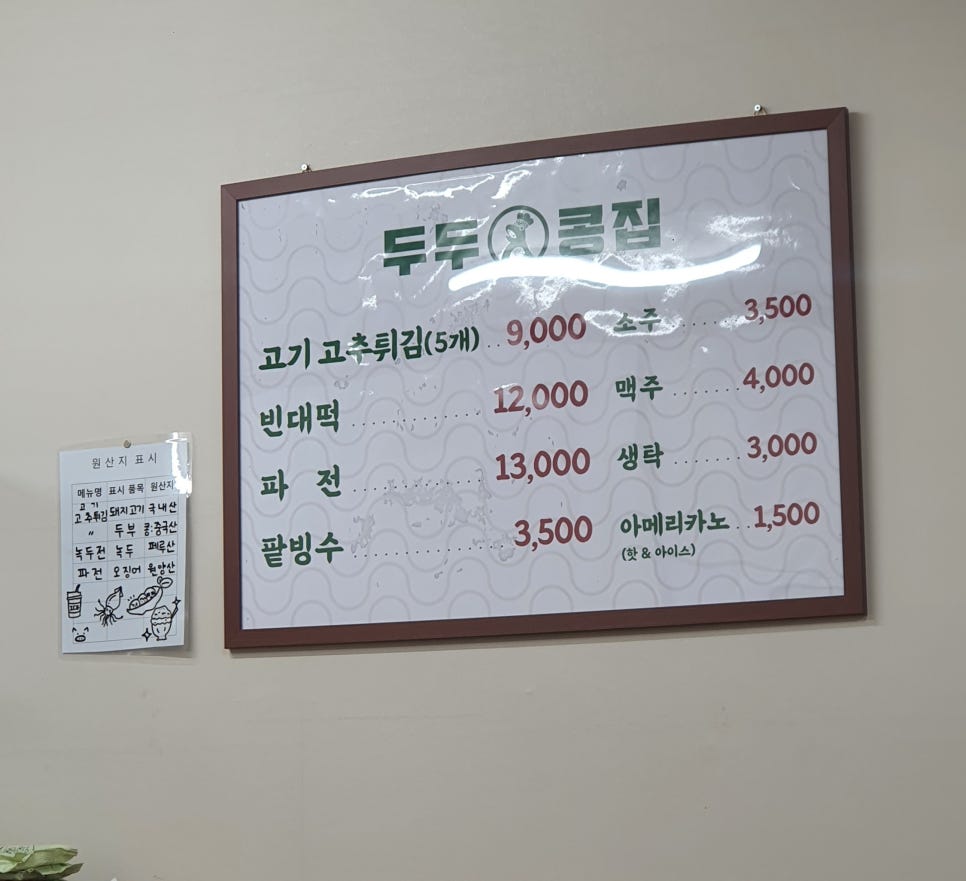 두두 콩집
고기 고추튀김(5개) .. 9,000
빈대떡 .............. 12,000
파 전 .............. 13,000
팥빙수 .............. 3,500
소주 ....... 3,500
맥주 ....... 4,000
생탁 ....... 3,000
아메리카노 .. 1,500
(핫 & 아이스)
원산지 표시
메뉴명 표시 품목 원산지
고기 고추튀김 돼지고기 국내산
〃 두부 콩:중국산
녹두전 녹두 페루산
파전 오징어 원양산